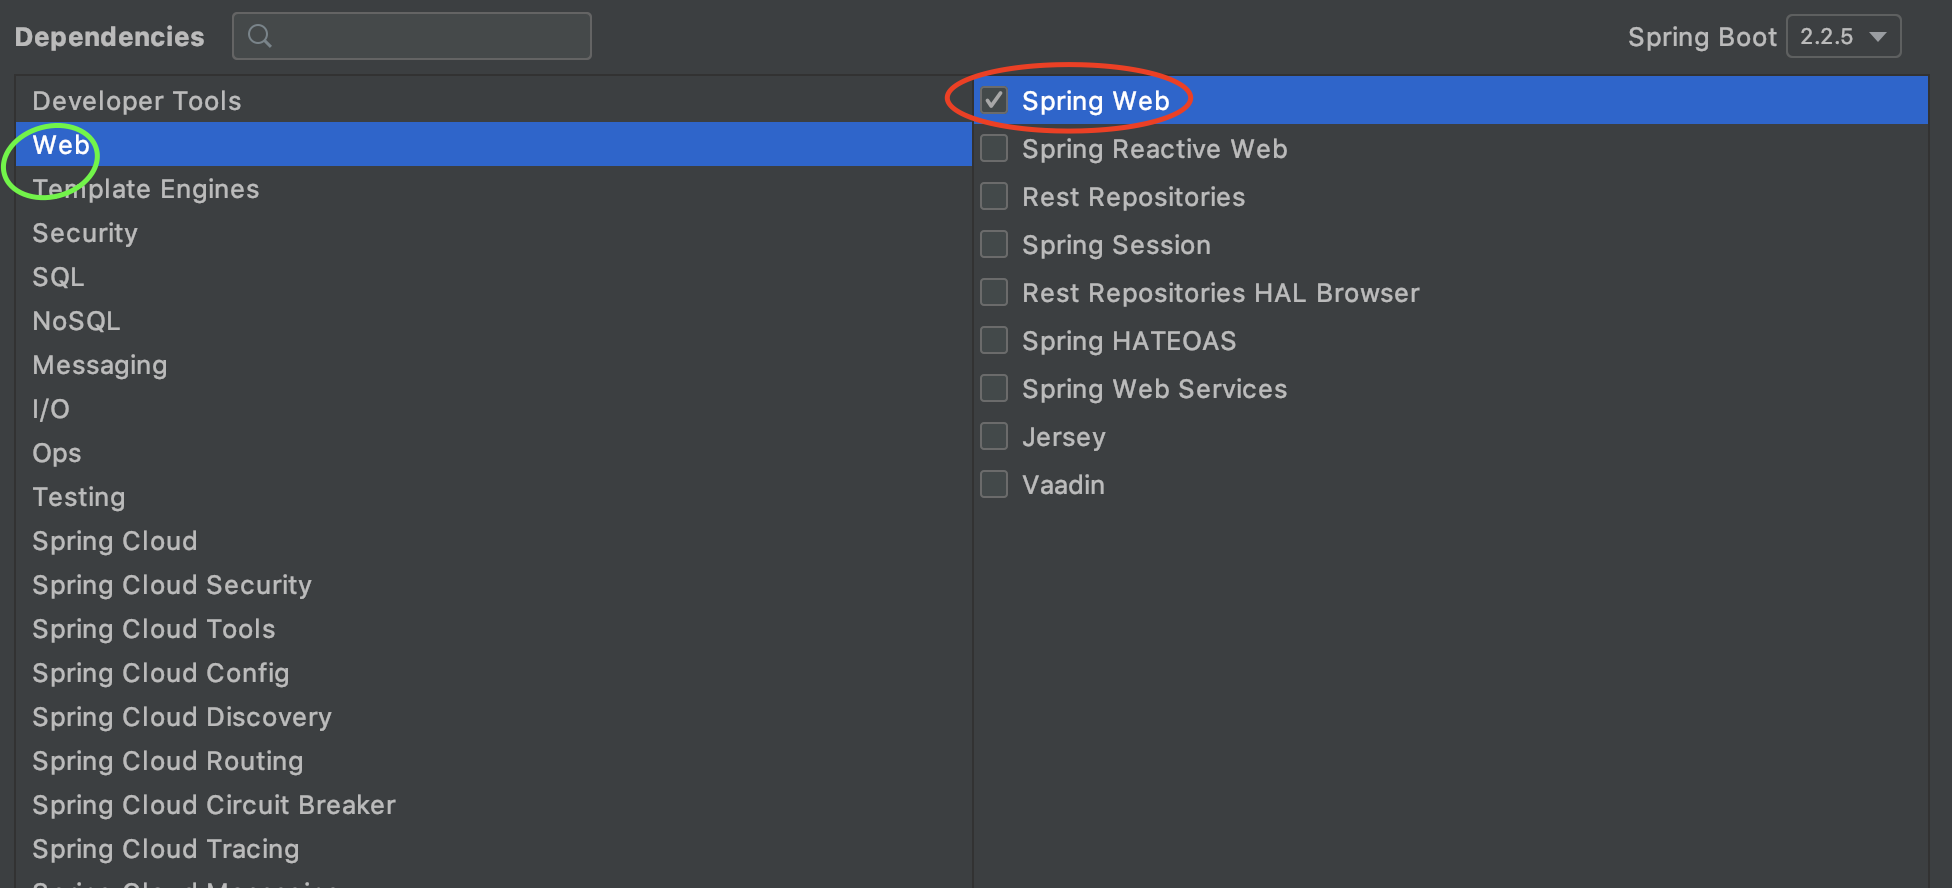 Dependencies
Spring Boot 2.2.5
Developer Tools
Web
Template Engines
Security
SQL
NoSQL
Messaging
I/O
Ops
Testing
Spring Cloud
Spring Cloud Security
Spring Cloud Tools
Spring Cloud Config
Spring Cloud Discovery
Spring Cloud Routing
Spring Cloud Circuit Breaker
Spring Cloud Tracing
Spring Cloud Messaging
Spring Web
Spring Reactive Web
Rest Repositories
Spring Session
Rest Repositories HAL Browser
Spring HATEOAS
Spring Web Services
Jersey
Vaadin